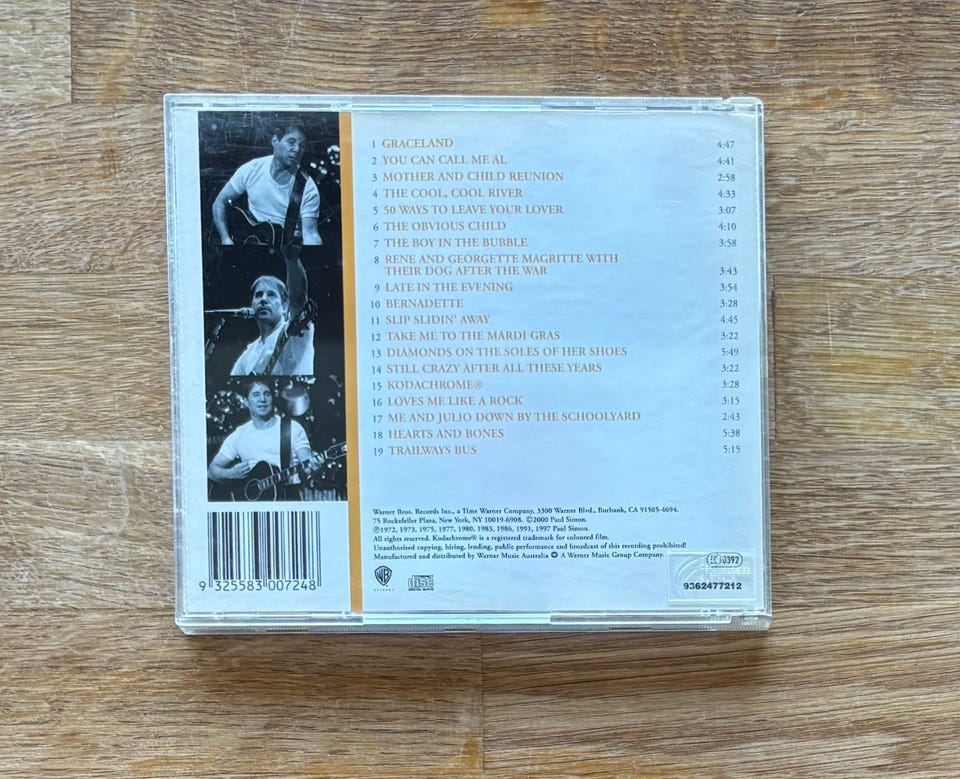 1 GRACELAND 4:47
2 YOU CAN CALL ME AL 4:41
3 MOTHER AND CHILD REUNION 2:58
4 THE COOL, COOL RIVER 4:33
5 50 WAYS TO LEAVE YOUR LOVER 3:07
6 THE OBVIOUS CHILD 4:10
7 THE BOY IN THE BUBBLE 3:58
8 RENE AND GEORGETTE MAGRITTE WITH
THEIR DOG AFTER THE WAR 3:43
9 LATE IN THE EVENING 3:54
10 BERNADETTE 3:28
11 SLIP SLIDIN' AWAY 4:45
12 TAKE ME TO THE MARDI GRAS 3:22
13 DIAMONDS ON THE SOLES OF HER SHOES 5:49
14 STILL CRAZY AFTER ALL THESE YEARS 3:22
15 KODACHROME® 3:28
16 LOVES ME LIKE A ROCK 3:15
17 ME AND JULIO DOWN BY THE SCHOOLYARD 2:43
18 HEARTS AND BONES 5:38
19 TRAILWAYS BUS 5:15
Warner Bros. Records Inc., a Time Warner Company, 3300 Warner Blvd., Burbank, CA 91505-4694.
75 Rockefeller Plaza, New York, NY 10019-6908. ©2000 Paul Simon.
℗1972, 1973, 1975, 1977, 1980, 1983, 1986, 1991, 1997 Paul Simon.
All rights reserved. Kodachrome® is a registered trademark for coloured film.
Unauthorised copying, hiring, lending, public performance and broadcast of this recording prohibited!
Manufactured and distributed by Warner Music Australia A Warner Music Group Company.
LC 0392
9362477212
9 325583 007248
WB
RECORDS
disc
DIGITAL AUDIO